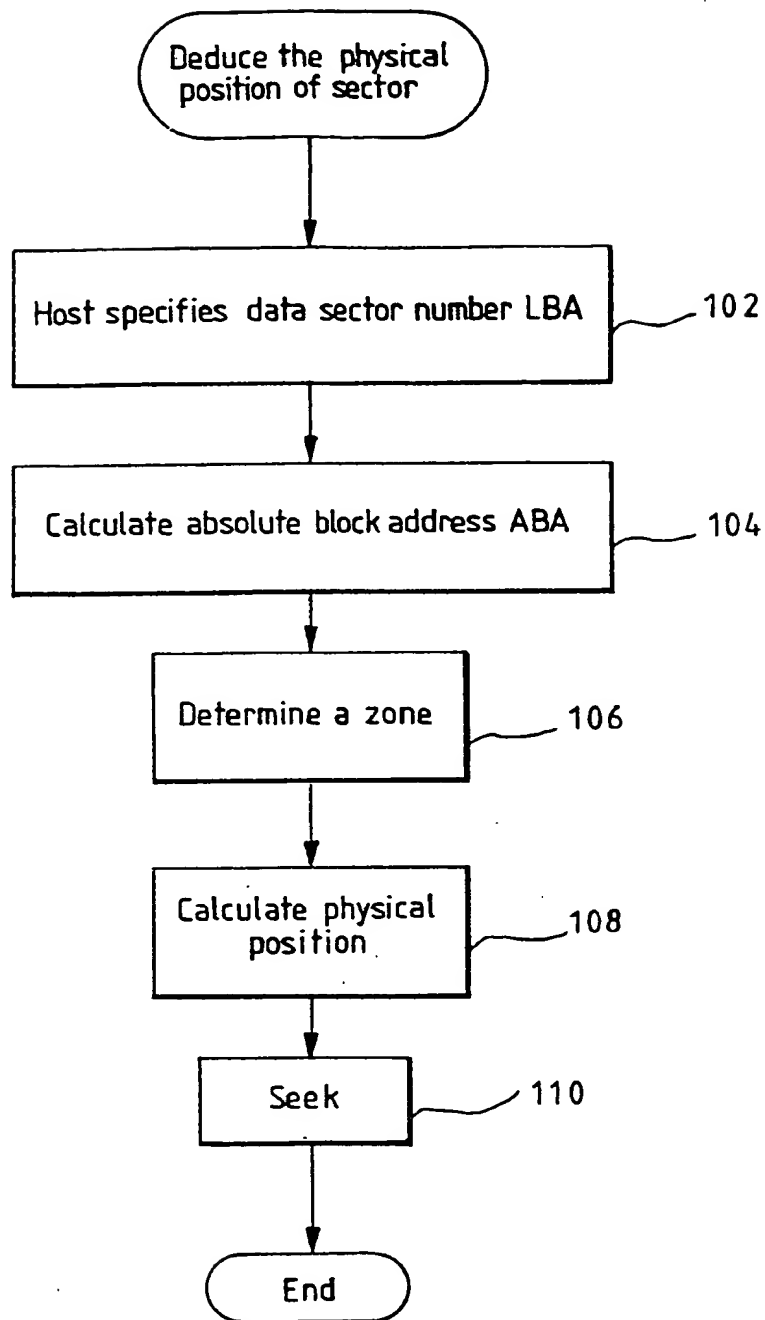 Deduce the physical
position of sector
Host specifies data sector number LBA
102
Calculate absolute block address ABA
104
Determine a zone
106
Calculate physical
position
108
Seek
110
End